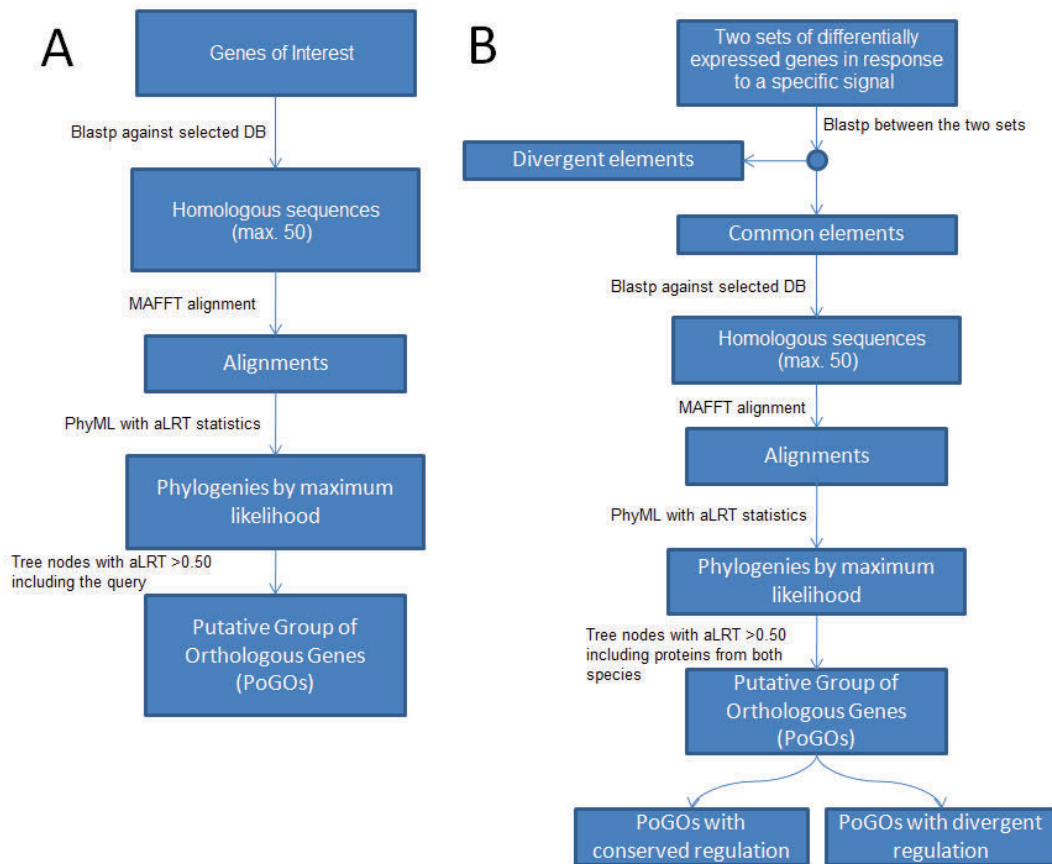 A
Genes of Interest
Blastp against selected DB
Homologous sequences
(max. 50)
MAFFT alignment
Alignments
PhyML with aLRT statistics
Phylogenies by maximum
likelihood
Tree nodes with aLRT >0.50
including the query
Putative Group of
Orthologous Genes
(PoGOs)
B
Two sets of differentially
expressed genes in response
to a specific signal
Blastp between the two sets
Divergent elements
Common elements
Blastp against selected DB
Homologous sequences
(max. 50)
MAFFT alignment
Alignments
PhyML with aLRT statistics
Phylogenies by maximum
likelihood
Tree nodes with aLRT >0.50
including proteins from both
species
Putative Group of
Orthologous Genes
(PoGOs)
PoGOs with
conserved regulation
PoGOs with divergent
regulation